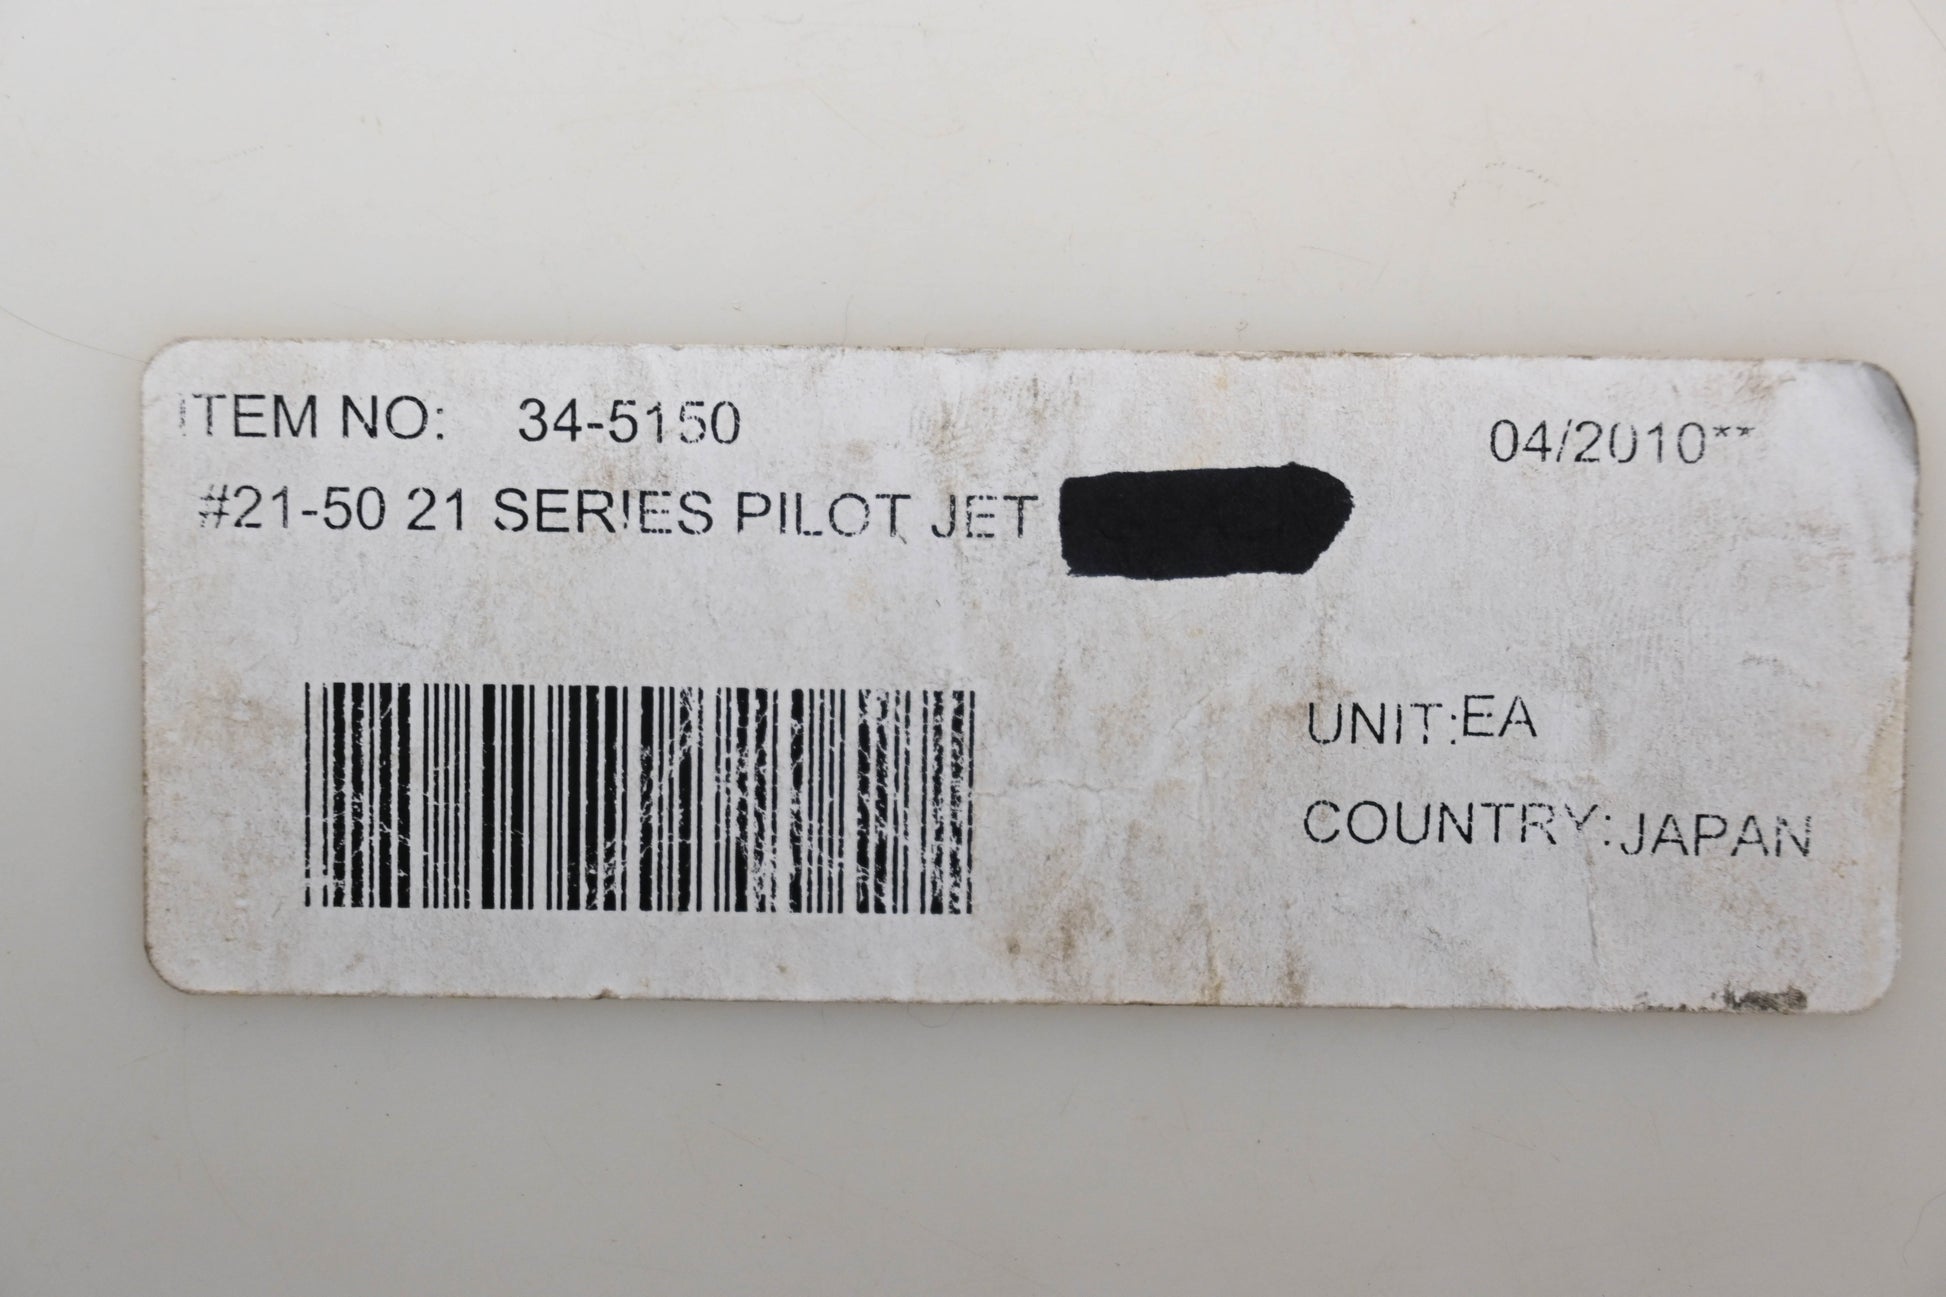 ITEM NO: 34-5150
04/2010**
#21-50 21 SERIES PILOT JET
UNIT:EA
COUNTRY:JAPAN